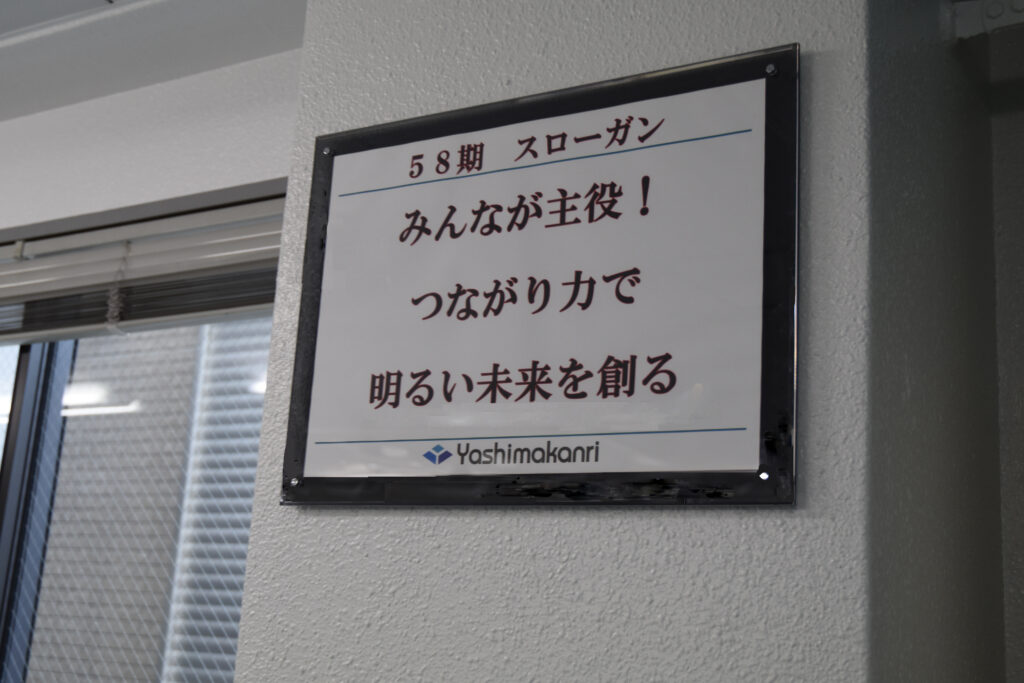 ５８期　スローガン
みんなが主役！
つながり力で
明るい未来を創る
Yashimakanri